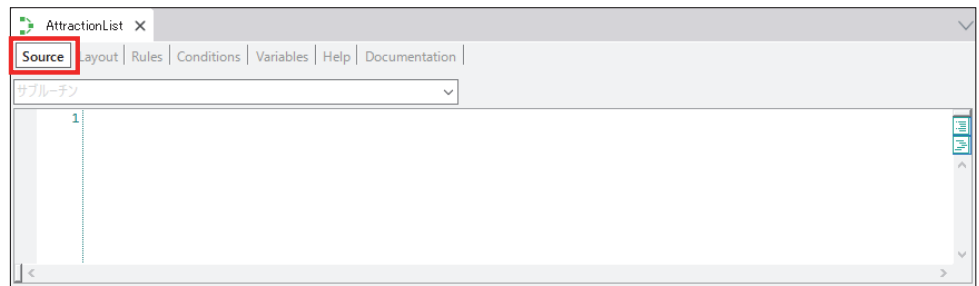 AttractionList
Source Layout Rules Conditions Variables Help Documentation
サブルーチン
1